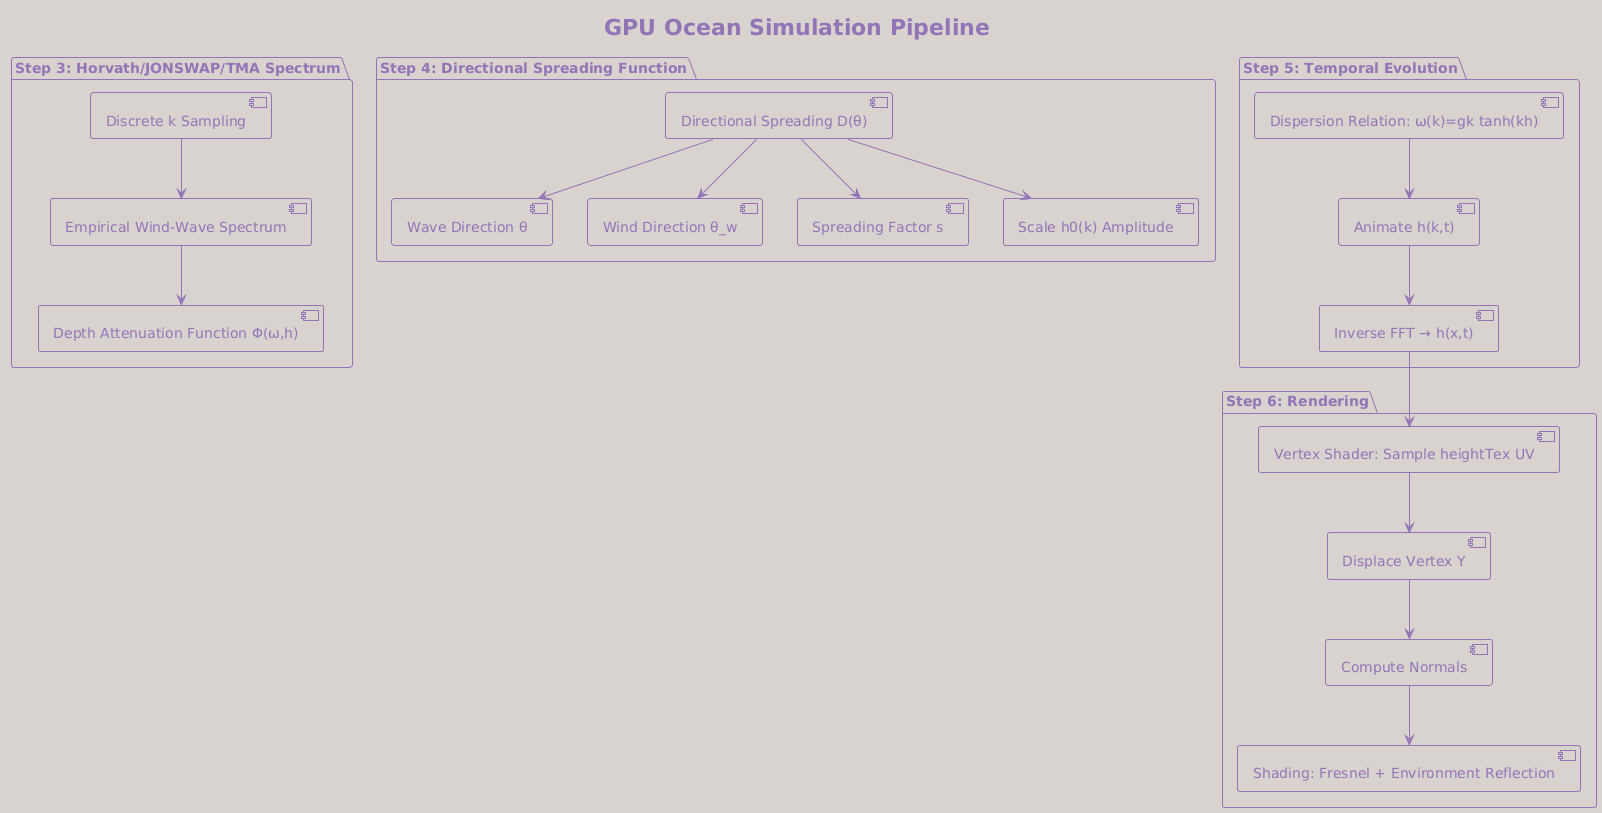 GPU Ocean Simulation Pipeline
Step 3: Horvath/JONSWAP/TMA Spectrum
Discrete k Sampling
Empirical Wind-Wave Spectrum
Depth Attenuation Function Φ(ω,h)
Step 4: Directional Spreading Function
Directional Spreading D(θ)
Wave Direction θ
Wind Direction θ_w
Spreading Factor s
Scale h0(k) Amplitude
Step 5: Temporal Evolution
Dispersion Relation: ω(k)=gk tanh(kh)
Animate h(k,t)
Inverse FFT → h(x,t)
Step 6: Rendering
Vertex Shader: Sample heightTex UV
Displace Vertex Y
Compute Normals
Shading: Fresnel + Environment Reflection